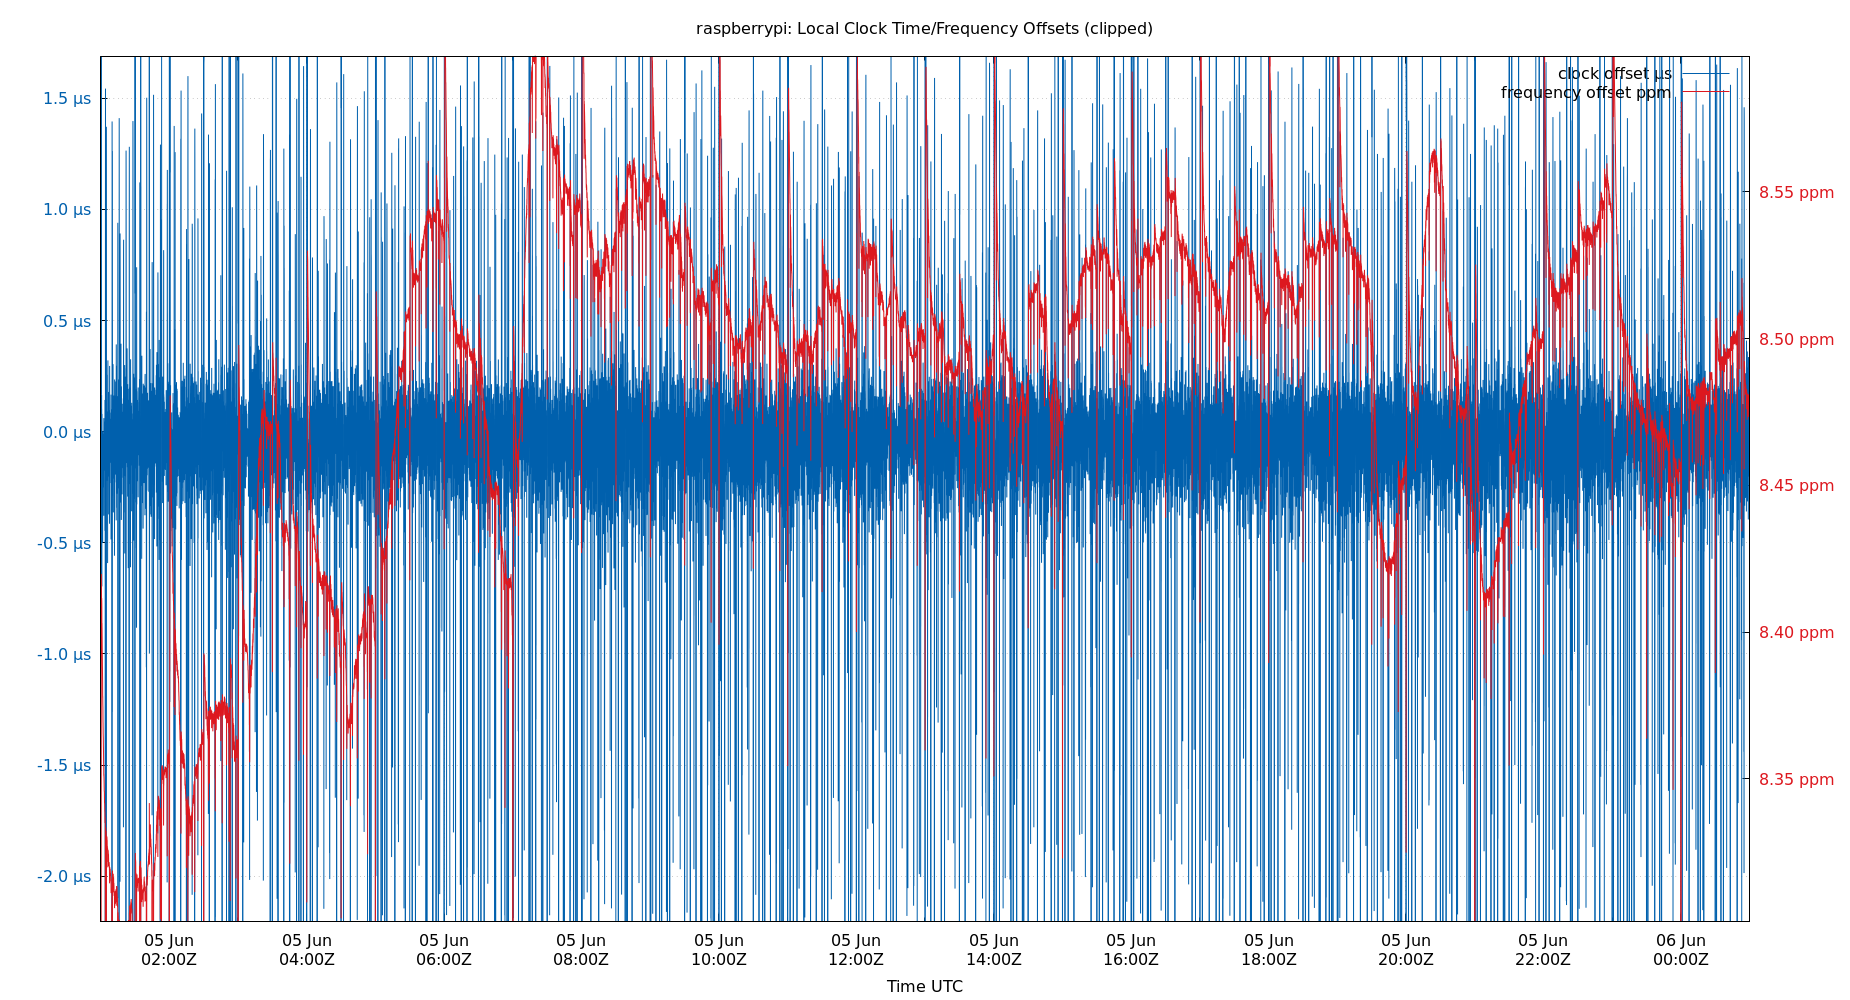 raspberrypi: Local Clock Time/Frequency Offsets (clipped)
clock offset µs
frequency offset ppm
1.5 µs
1.0 µs
0.5 µs
0.0 µs
-0.5 µs
-1.0 µs
-1.5 µs
-2.0 µs
8.55 ppm
8.50 ppm
8.45 ppm
8.40 ppm
8.35 ppm
05 Jun 05 Jun 05 Jun 05 Jun 05 Jun 05 Jun 05 Jun 05 Jun 05 Jun 05 Jun 05 Jun 06 Jun
02:00Z 04:00Z 06:00Z 08:00Z 10:00Z 12:00Z 14:00Z 16:00Z 18:00Z 20:00Z 22:00Z 00:00Z
Time UTC